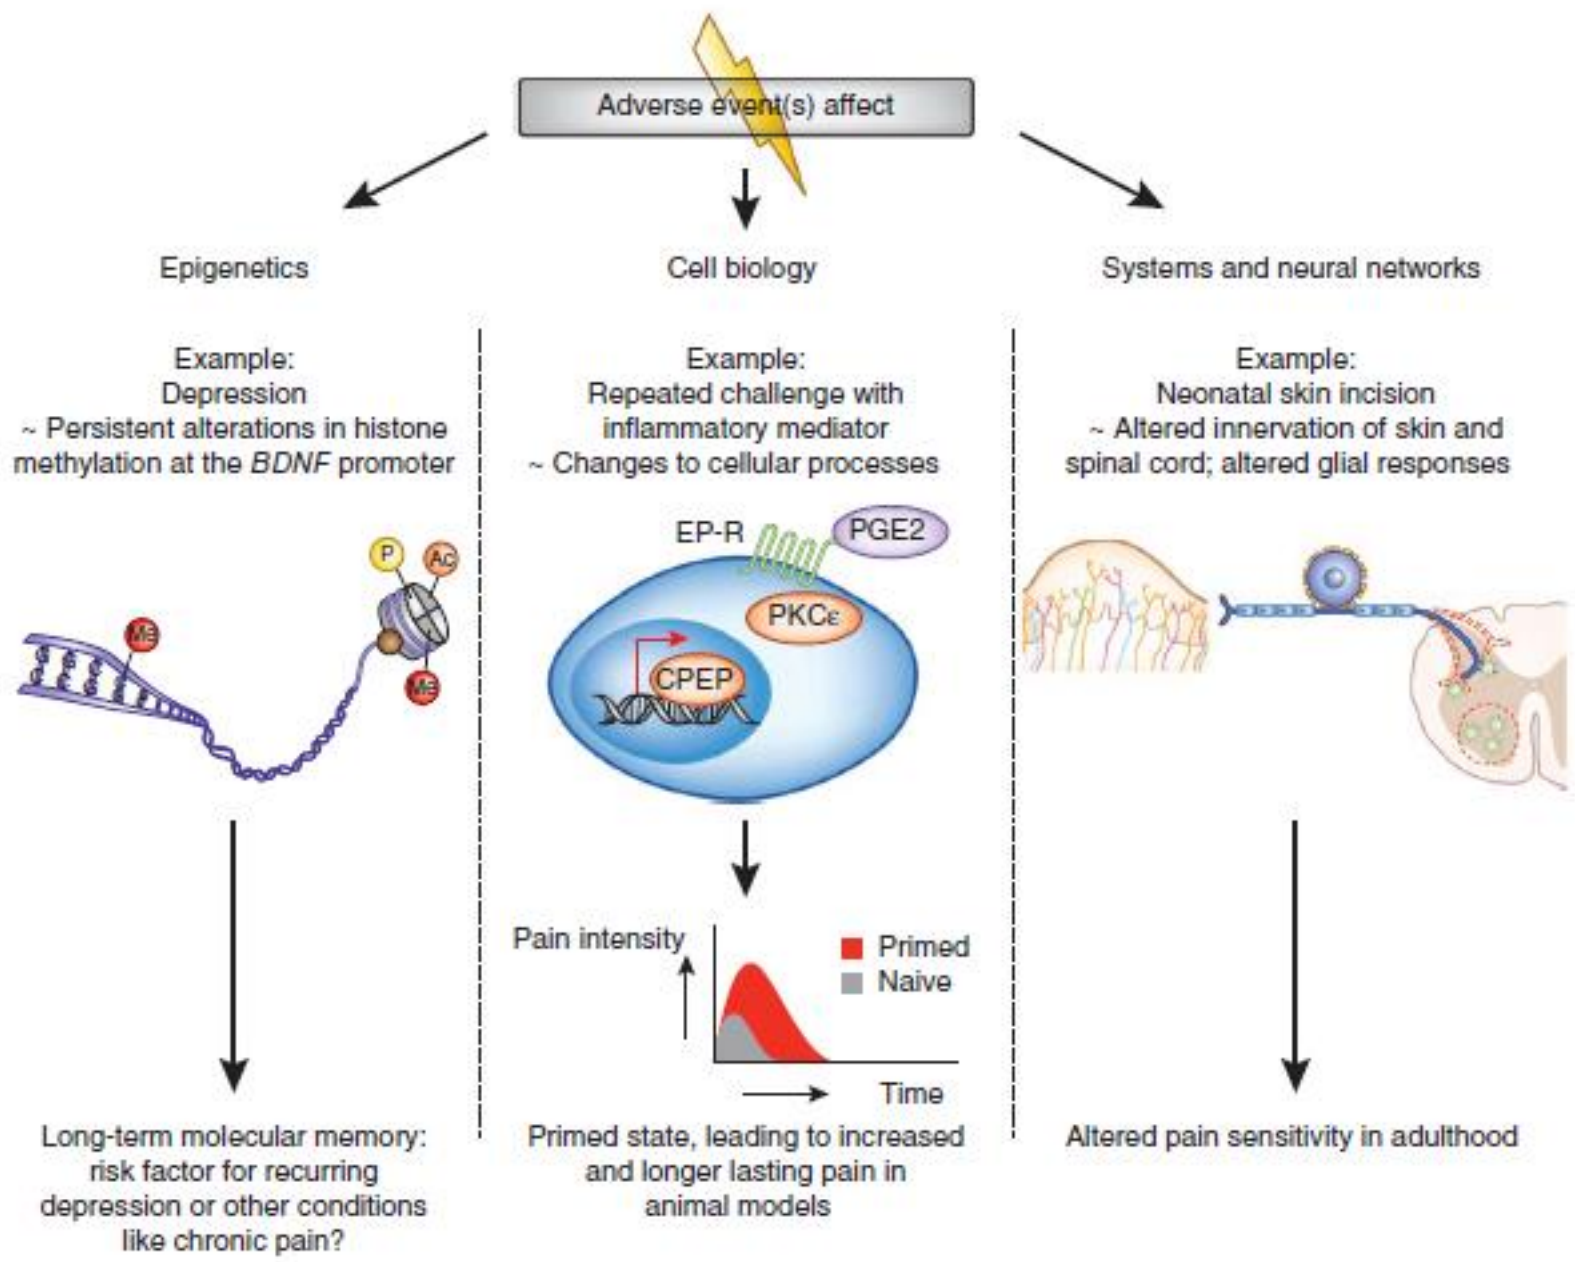 Adverse event(s) affect
Epigenetics
Example:
Depression
~ Persistent alterations in histone
methylation at the BDNF promoter
P
Ac
Me
Me
Long-term molecular memory:
risk factor for recurring
depression or other conditions
like chronic pain?
Cell biology
Example:
Repeated challenge with
inflammatory mediator
~ Changes to cellular processes
EP-R
PGE2
PKCε
CPEP
Pain intensity
Primed
Naive
Time
Primed state, leading to increased
and longer lasting pain in
animal models
Systems and neural networks
Example:
Neonatal skin incision
~ Altered innervation of skin and
spinal cord; altered glial responses
Altered pain sensitivity in adulthood